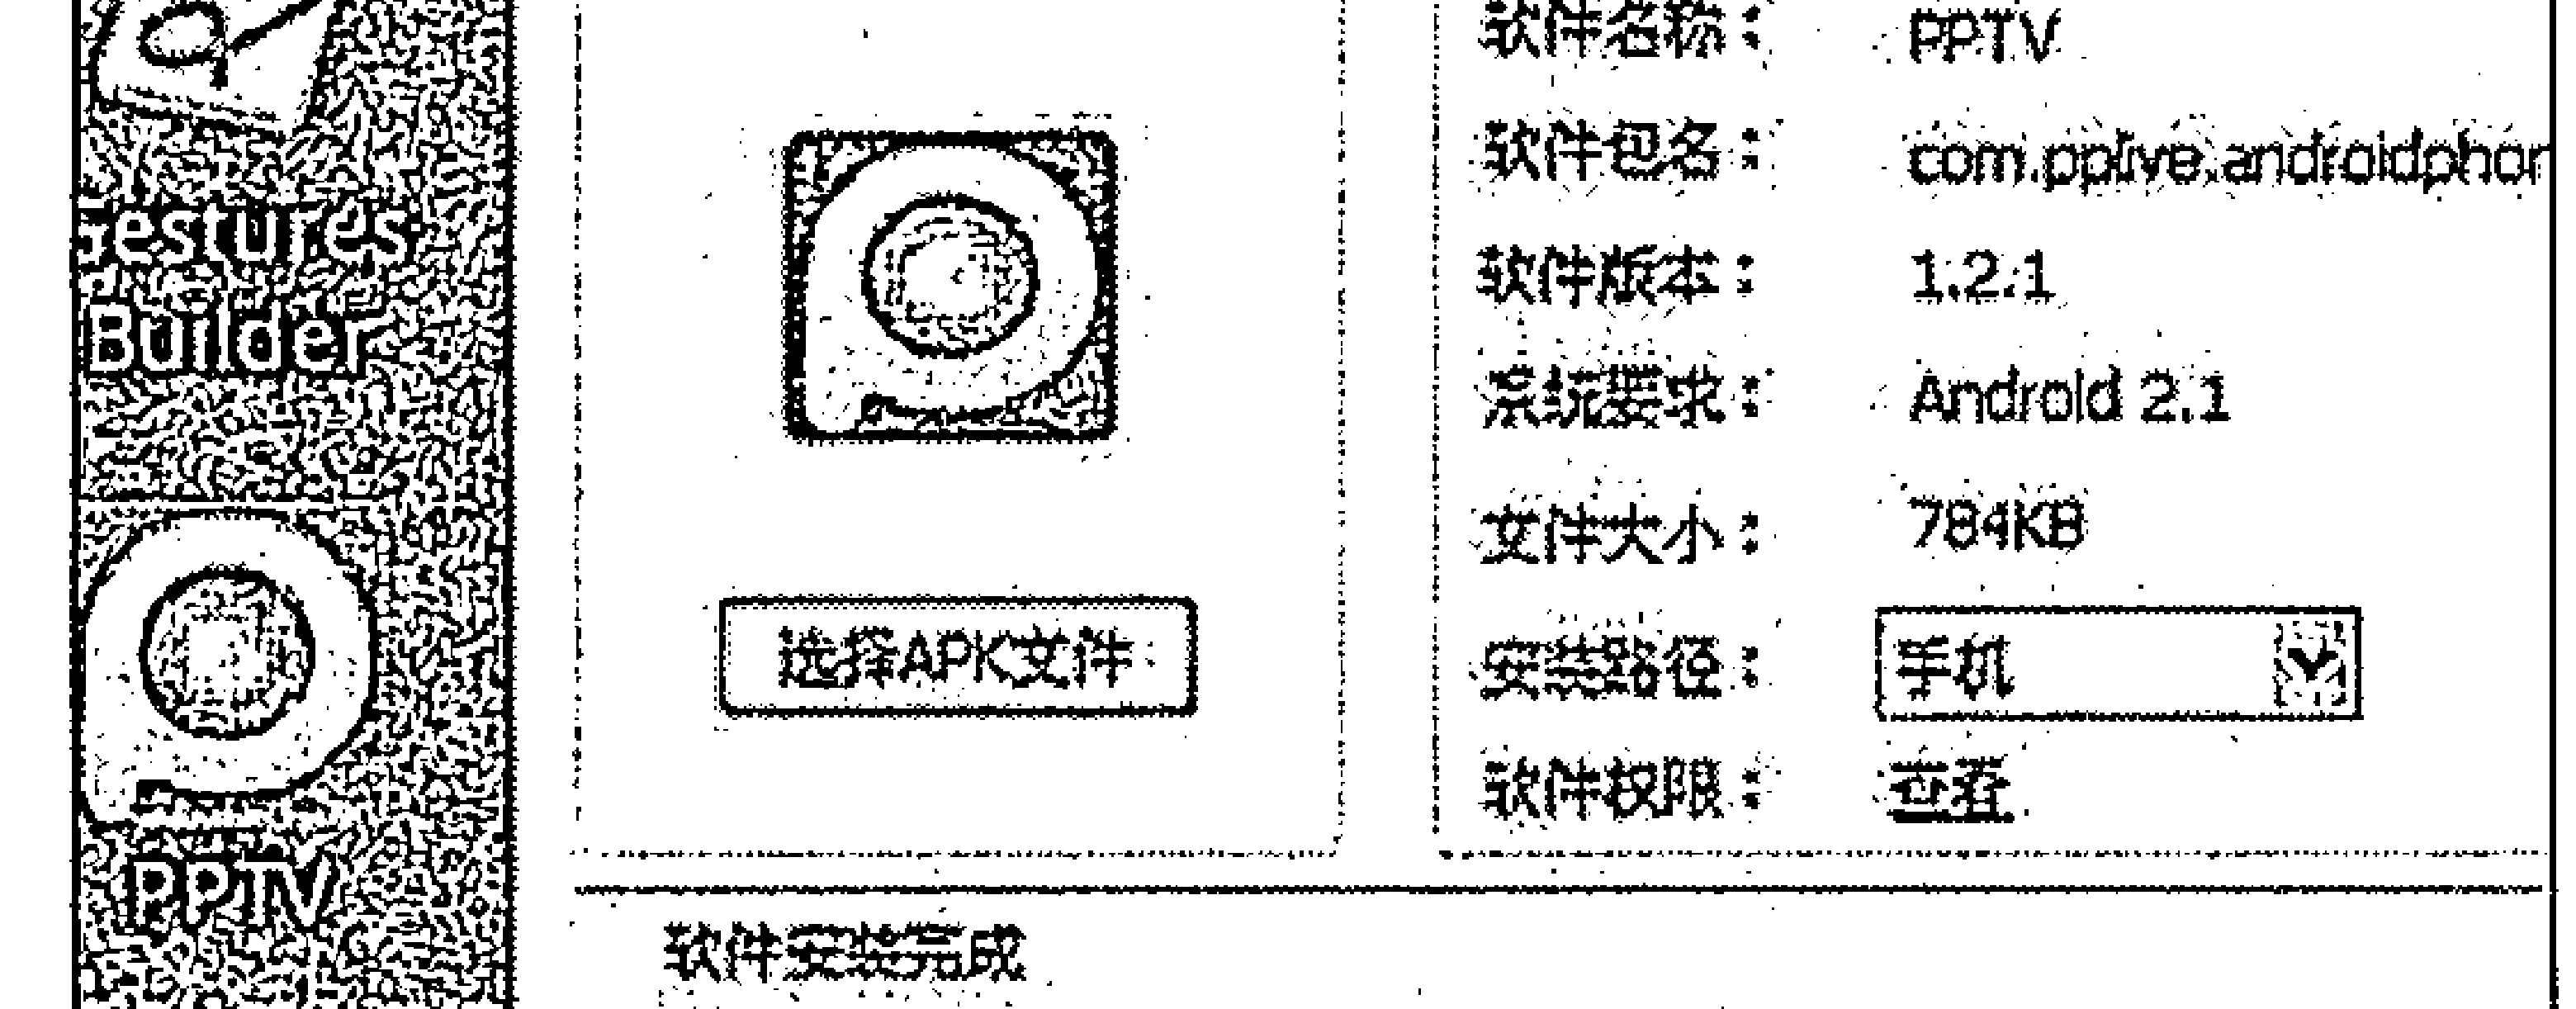 Gestures
Builder
PPTV
选择APK文件
软件名称： PPTV
软件包名： com.pplive.androidphon
软件版本： 1.2.1
系统要求： Android 2.1
文件大小： 784KB
安装路径： 手机
软件权限： 查看
软件安装完成